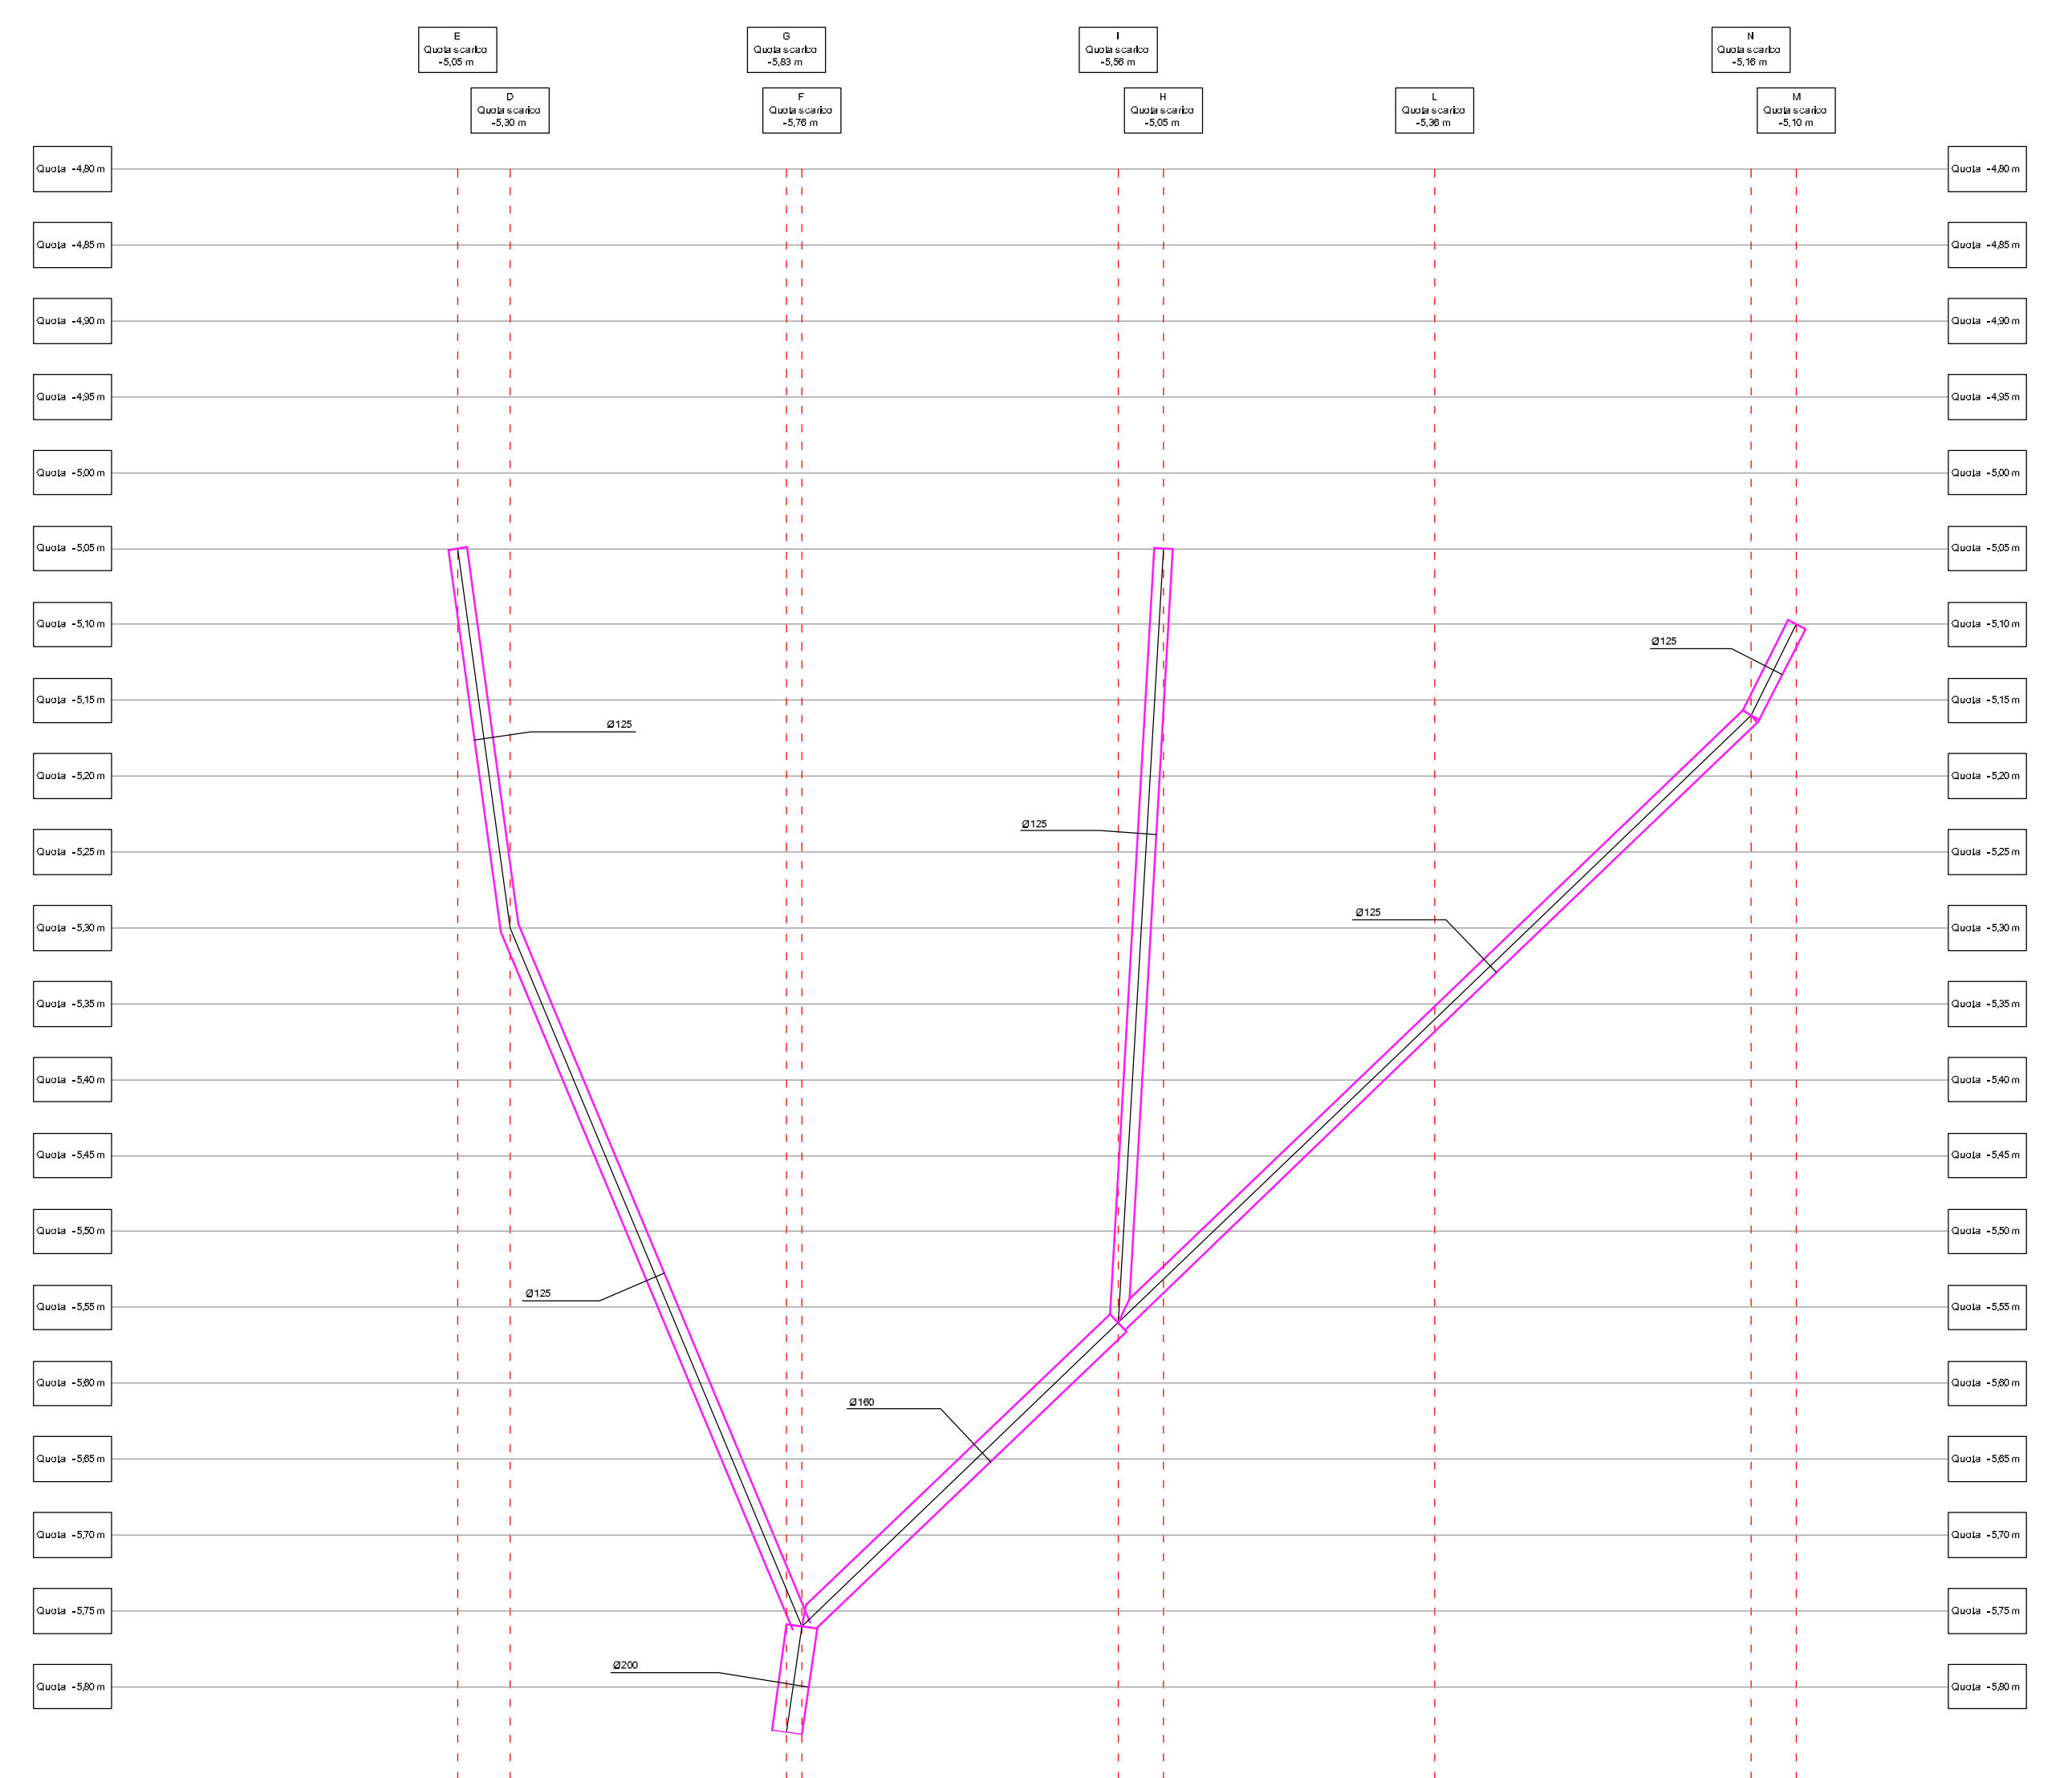 E
Quota scarico
-5,05 m
G
Quota scarico
-5,83 m
I
Quota scarico
-5,56 m
N
Quota scarico
-5,16 m
D
Quota scarico
-5,30 m
F
Quota scarico
-5,76 m
H
Quota scarico
-5,05 m
L
Quota scarico
-5,36 m
M
Quota scarico
-5,10 m
Quota -4,80 m
Quota -4,80 m
Quota -4,85 m
Quota -4,85 m
Quota -4,90 m
Quota -4,90 m
Quota -4,95 m
Quota -4,95 m
Quota -5,00 m
Quota -5,00 m
Quota -5,05 m
Quota -5,05 m
Quota -5,10 m
Quota -5,10 m
Ø125
Quota -5,15 m
Quota -5,15 m
Ø125
Quota -5,20 m
Quota -5,20 m
Ø125
Quota -5,25 m
Quota -5,25 m
Ø125
Quota -5,30 m
Quota -5,30 m
Quota -5,35 m
Quota -5,35 m
Quota -5,40 m
Quota -5,40 m
Quota -5,45 m
Quota -5,45 m
Quota -5,50 m
Quota -5,50 m
Ø125
Quota -5,55 m
Quota -5,55 m
Quota -5,60 m
Quota -5,60 m
Ø160
Quota -5,65 m
Quota -5,65 m
Quota -5,70 m
Quota -5,70 m
Quota -5,75 m
Quota -5,75 m
Ø200
Quota -5,80 m
Quota -5,80 m